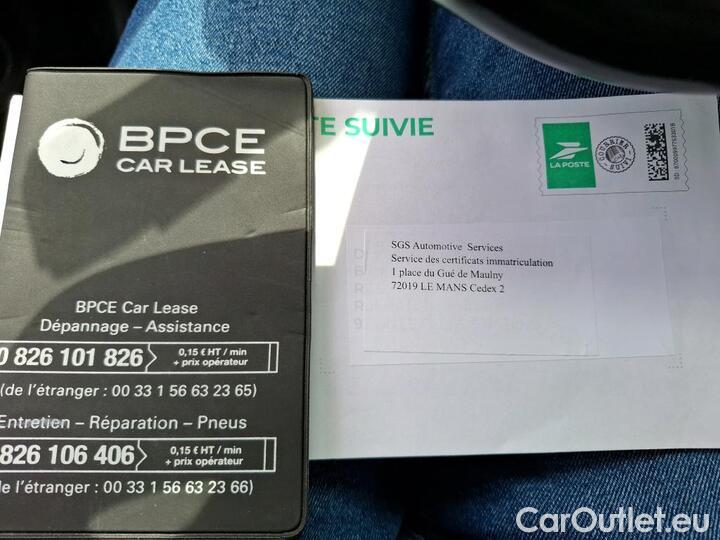 BPCE
CAR LEASE
BPCE Car Lease
Dépannage – Assistance
0 826 101 826
0,15 € HT / min
+ prix opérateur
(de l'étranger : 00 33 1 56 63 23 65)
Entretien – Réparation – Pneus
826 106 406
0,15 € HT / min
+ prix opérateur
de l'étranger : 00 33 1 56 63 23 66)
TE SUIVIE
LA POSTE
SGS Automotive Services
Service des certificats immatriculation
1 place du Gué de Maulny
72019 LE MANS Cedex 2
CarOutlet.eu